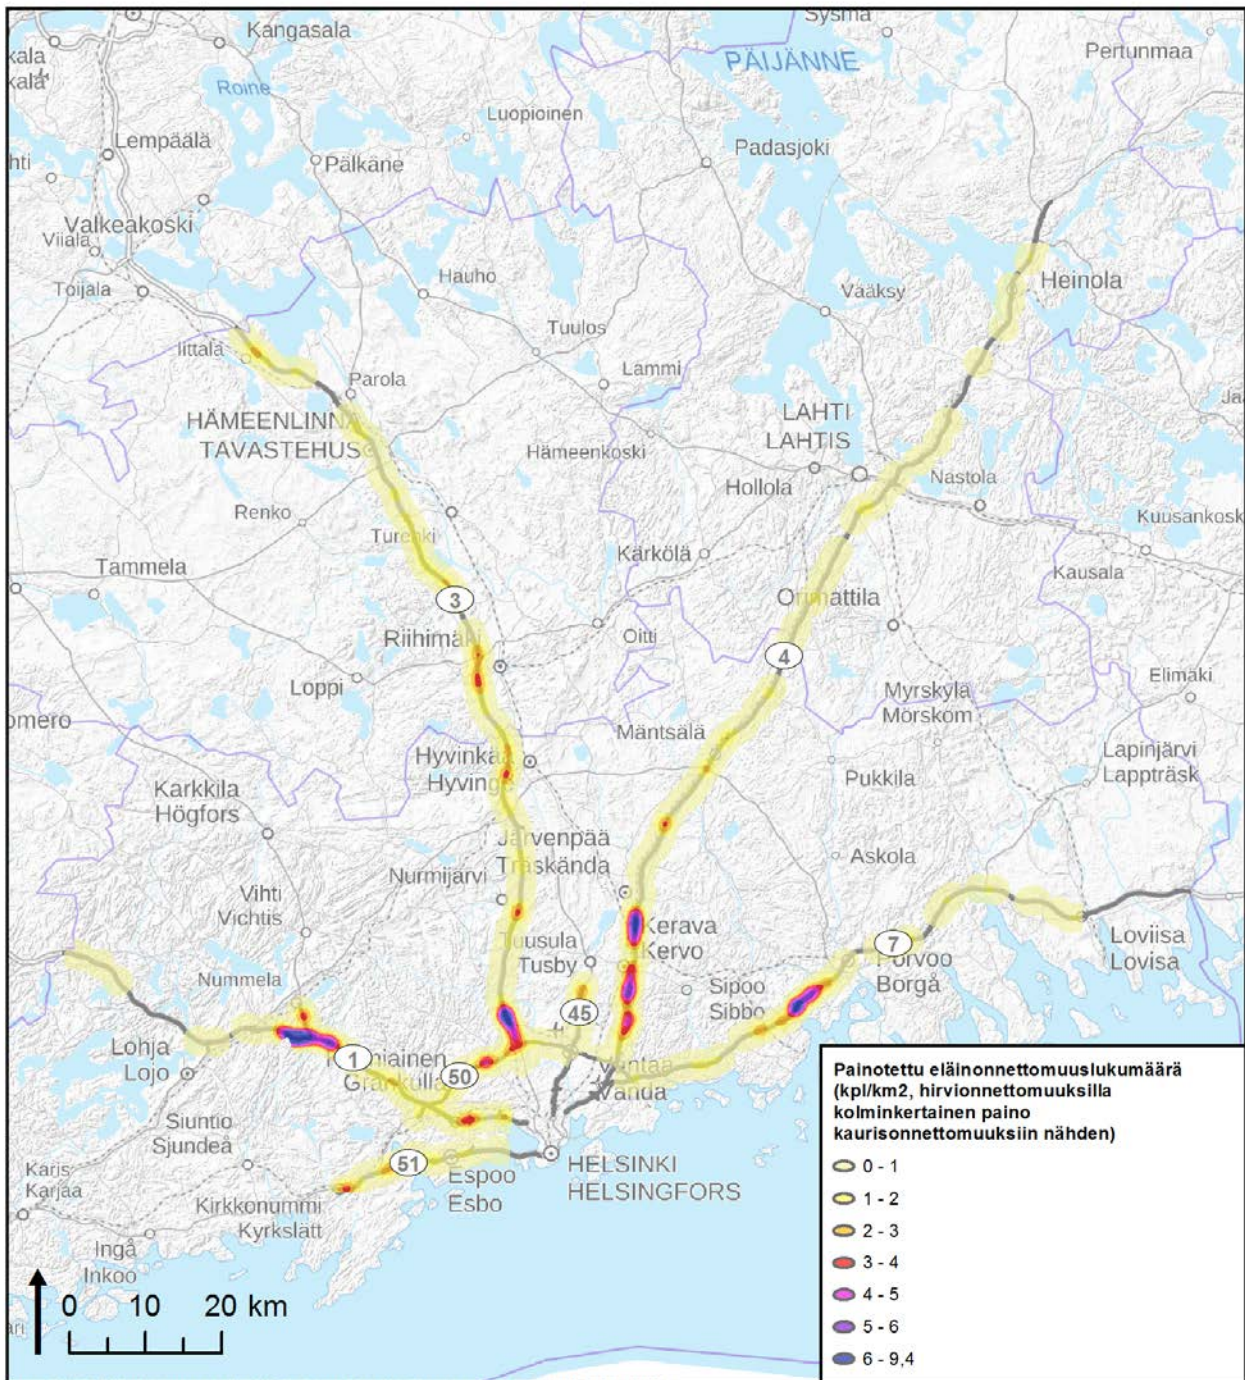 Kangasala
Sysmä
Pertunmaa
kala
kala
PÄIJÄNNE
Roine
Luopioinen
Lempäälä
Padasjoki
hti
Pälkäne
Valkeakoski
Viiala
Hauho
Heinola
Toijala
Vääksy
Tuulos
Iittala
Lammi
Parola
HÄMEENLINNA
TAVASTEHUS
LAHTI
LAHTIS
Hämeenkoski
Nastola
Hollola
Renko
Kuusankosk
Turenki
Kärkölä
Tammela
Kausala
3
Orimattila
Riihimäki
Oitti
4
Loppi
Elimäki
Myrskylä
Mörskom
omero
Mäntsälä
Lapinjärvi
Lappträsk
Hyvinkää
Hyvinge
Pukkila
Karkkila
Högfors
Järvenpää
Träskända
Askola
Nurmijärvi
Vihti
Vichtis
Kerava
Kervo
Tuusula
Tusby
7
Loviisa
Lovisa
Porvoo
Borgå
Nummela
Sipoo
Sibbo
45
Lohja
Lojo
1
Grankulla
50
Vantaa
Vanda
Siuntio
Sjundeå
51
Espoo
Esbo
HELSINKI
HELSINGFORS
Karis
Karjaa
Kirkkonummi
Kyrkslätt
Ingå
Inkoo
0 10 20 km
Painotettu eläinonnettomuuslukumäärä
(kpl/km2, hirvionnettomuuksilla
kolminkertainen paino
kaurisonnettomuuksiin nähden)
0 - 1
1 - 2
2 - 3
3 - 4
4 - 5
5 - 6
6 - 9,4